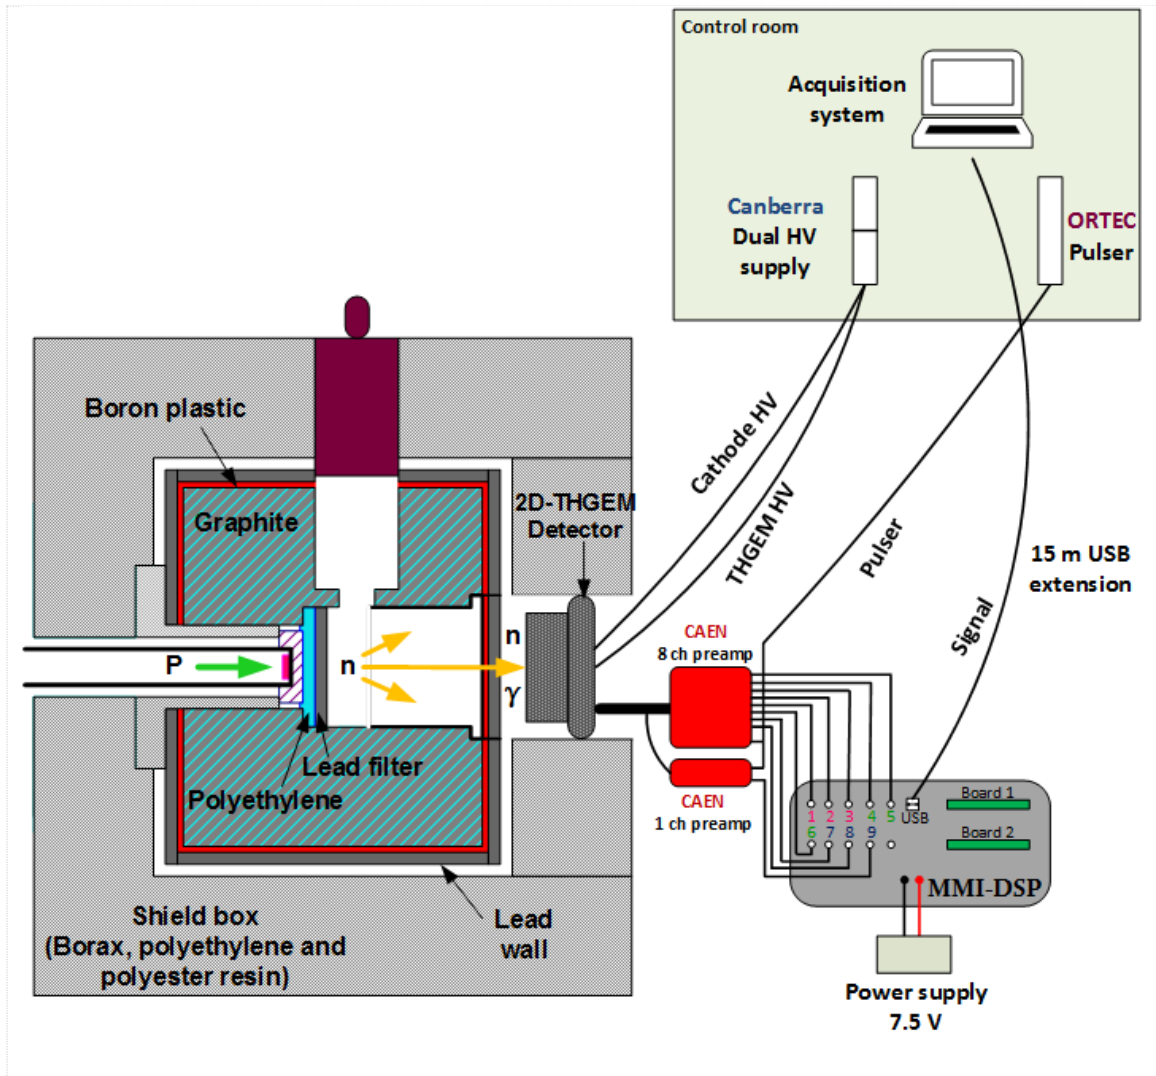 Control room
Acquisition
system
Canberra
Dual HV
supply
ORTEC
Pulser
Boron plastic
Graphite
2D-THGEM
Detector
Cathode HV
THGEM HV
Pulser
Signal
15 m USB
extension
P
n
n
γ
CAEN
8 ch preamp
Lead filter
Polyethylene
CAEN
1 ch preamp
1 2 3 4 5
USB
Board 1
6 7 8 9
Board 2
MMI-DSP
Shield box
(Borax, polyethylene and
polyester resin)
Lead
wall
Power supply
7.5 V